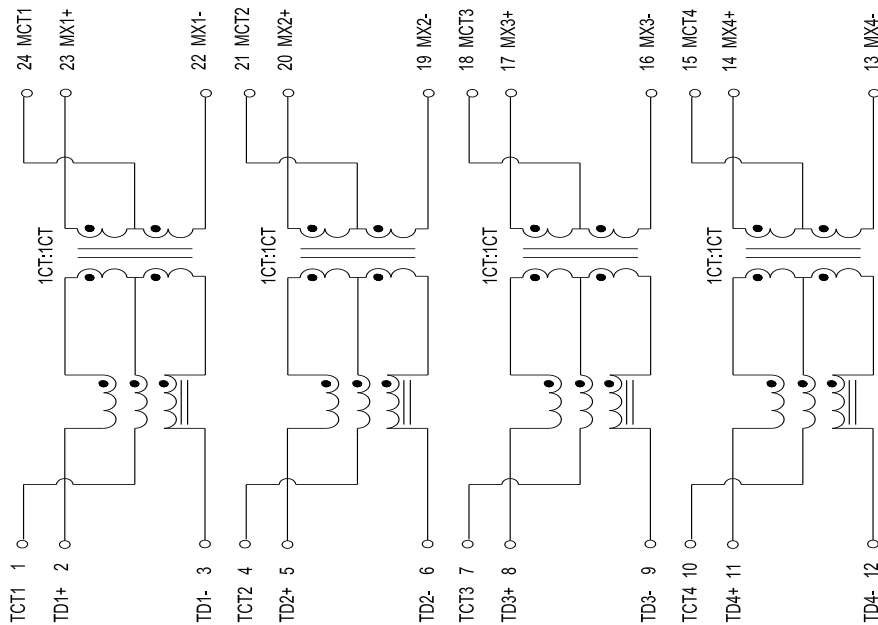 24 MCT1
23 MX1+
22 MX1-
21 MCT2
20 MX2+
19 MX2-
18 MCT3
17 MX3+
16 MX3-
15 MCT4
14 MX4+
13 MX4-
1CT:1CT
1CT:1CT
1CT:1CT
1CT:1CT
TCT1 1
TD1+ 2
TD1- 3
TCT2 4
TD2+ 5
TD2- 6
TCT3 7
TD3+ 8
TD3- 9
TCT4 10
TD4+ 11
TD4- 12